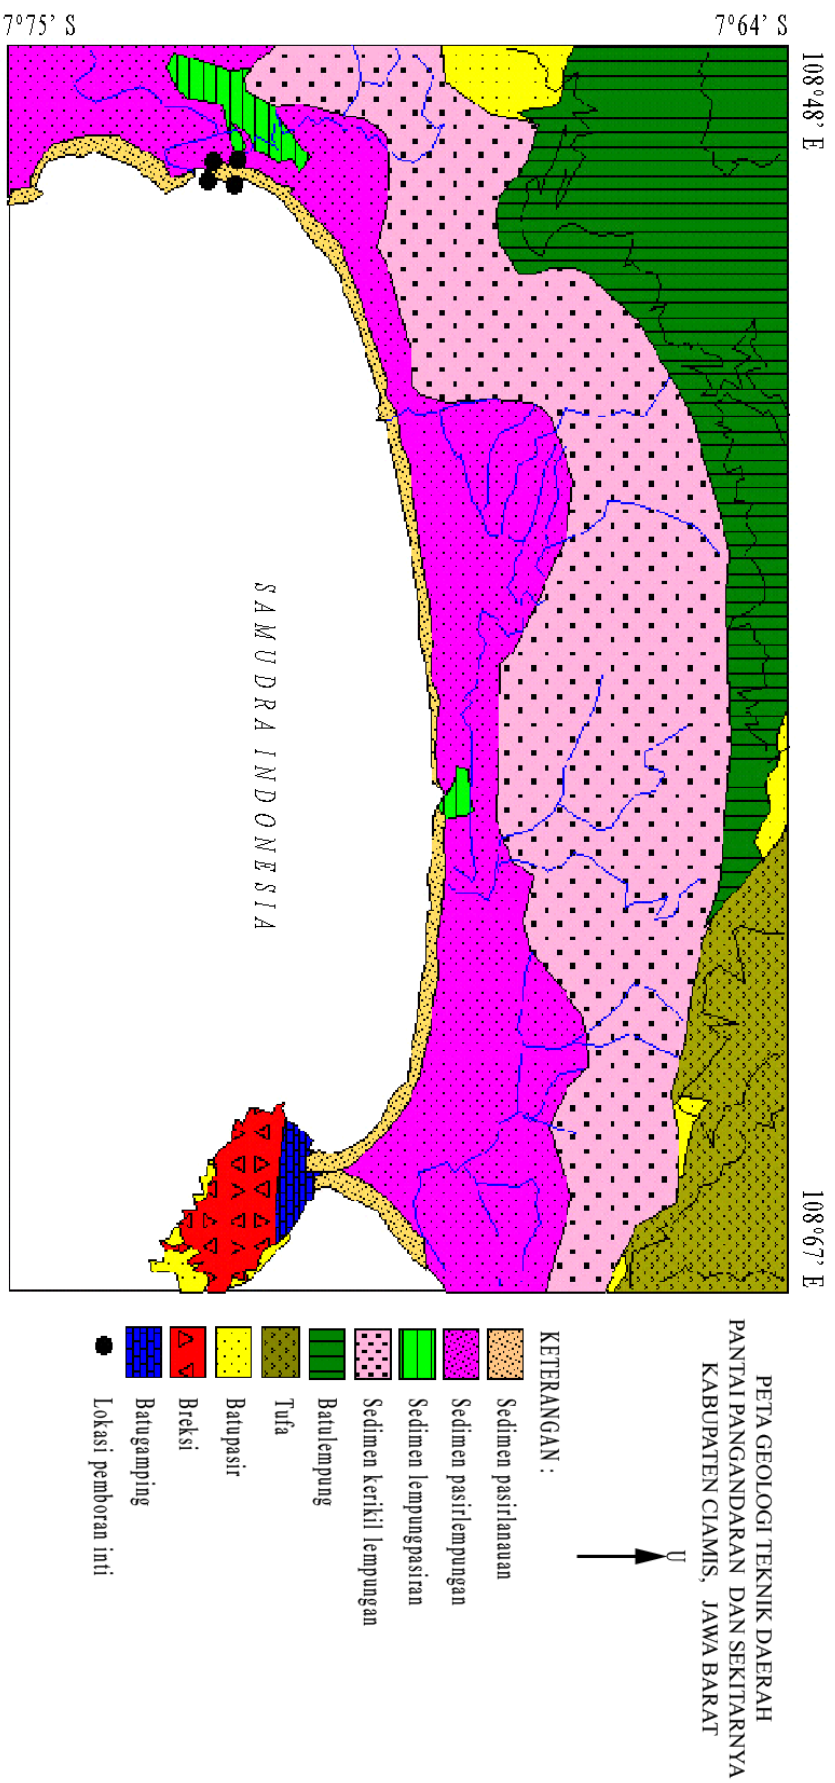 PETA GEOLOGI TEKNIK DAERAH
PANTAI PANGANDARAN DAN SEKITARNYA
KABUPATEN CIAMIS, JAWA BARAT
U
108°48’ E
108°67’ E
7°64’ S
7°75’ S
SAMUDRA INDONESIA
KETERANGAN :
Sedimen pasirlanauan
Sedimen pasirlempungan
Sedimen lempungpasiran
Sedimen kerikil lempungan
Batulempung
Tufa
Batupasir
Breksi
Batugamping
Lokasi pemboran inti